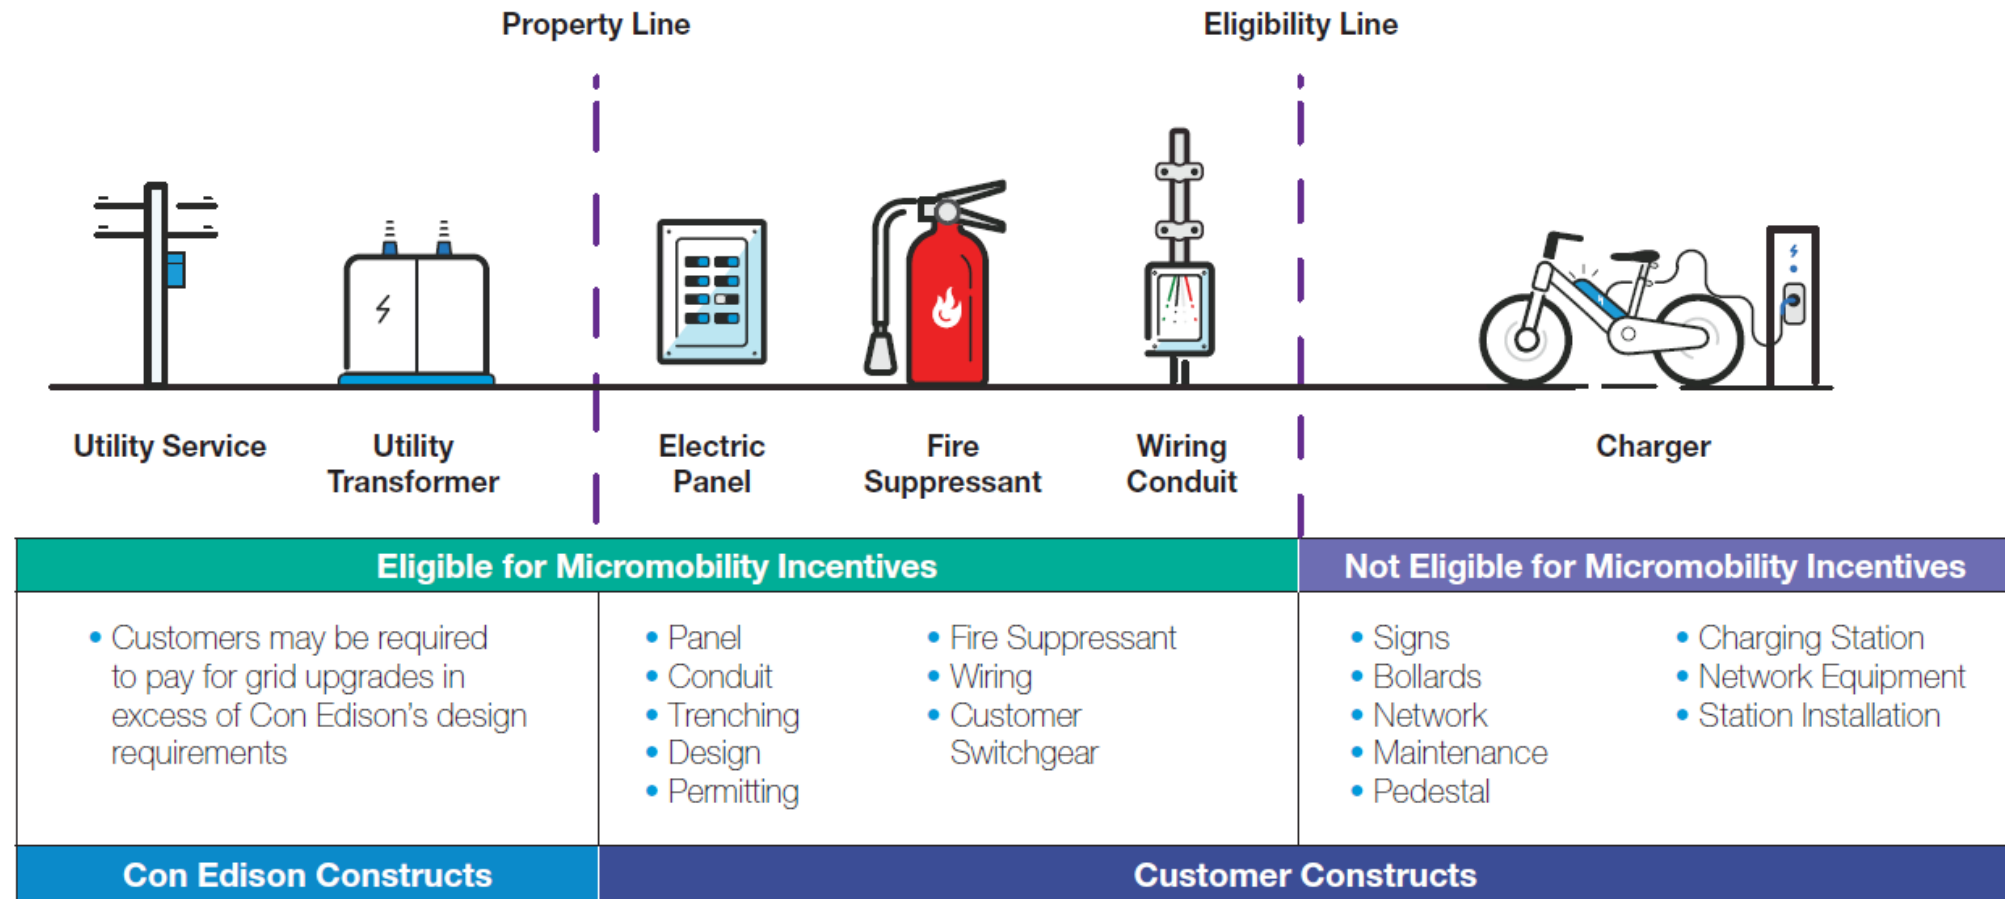 Property Line
Eligibility Line
Utility Service
Utility
Transformer
Electric
Panel
Fire
Suppressant
Wiring
Conduit
Charger
Eligible for Micromobility Incentives
Not Eligible for Micromobility Incentives
• Customers may be required
to pay for grid upgrades in
excess of Con Edison’s design
requirements
• Panel
• Conduit
• Trenching
• Design
• Permitting
• Fire Suppressant
• Wiring
• Customer
Switchgear
• Signs
• Bollards
• Network
• Maintenance
• Pedestal
• Charging Station
• Network Equipment
• Station Installation
Con Edison Constructs
Customer Constructs